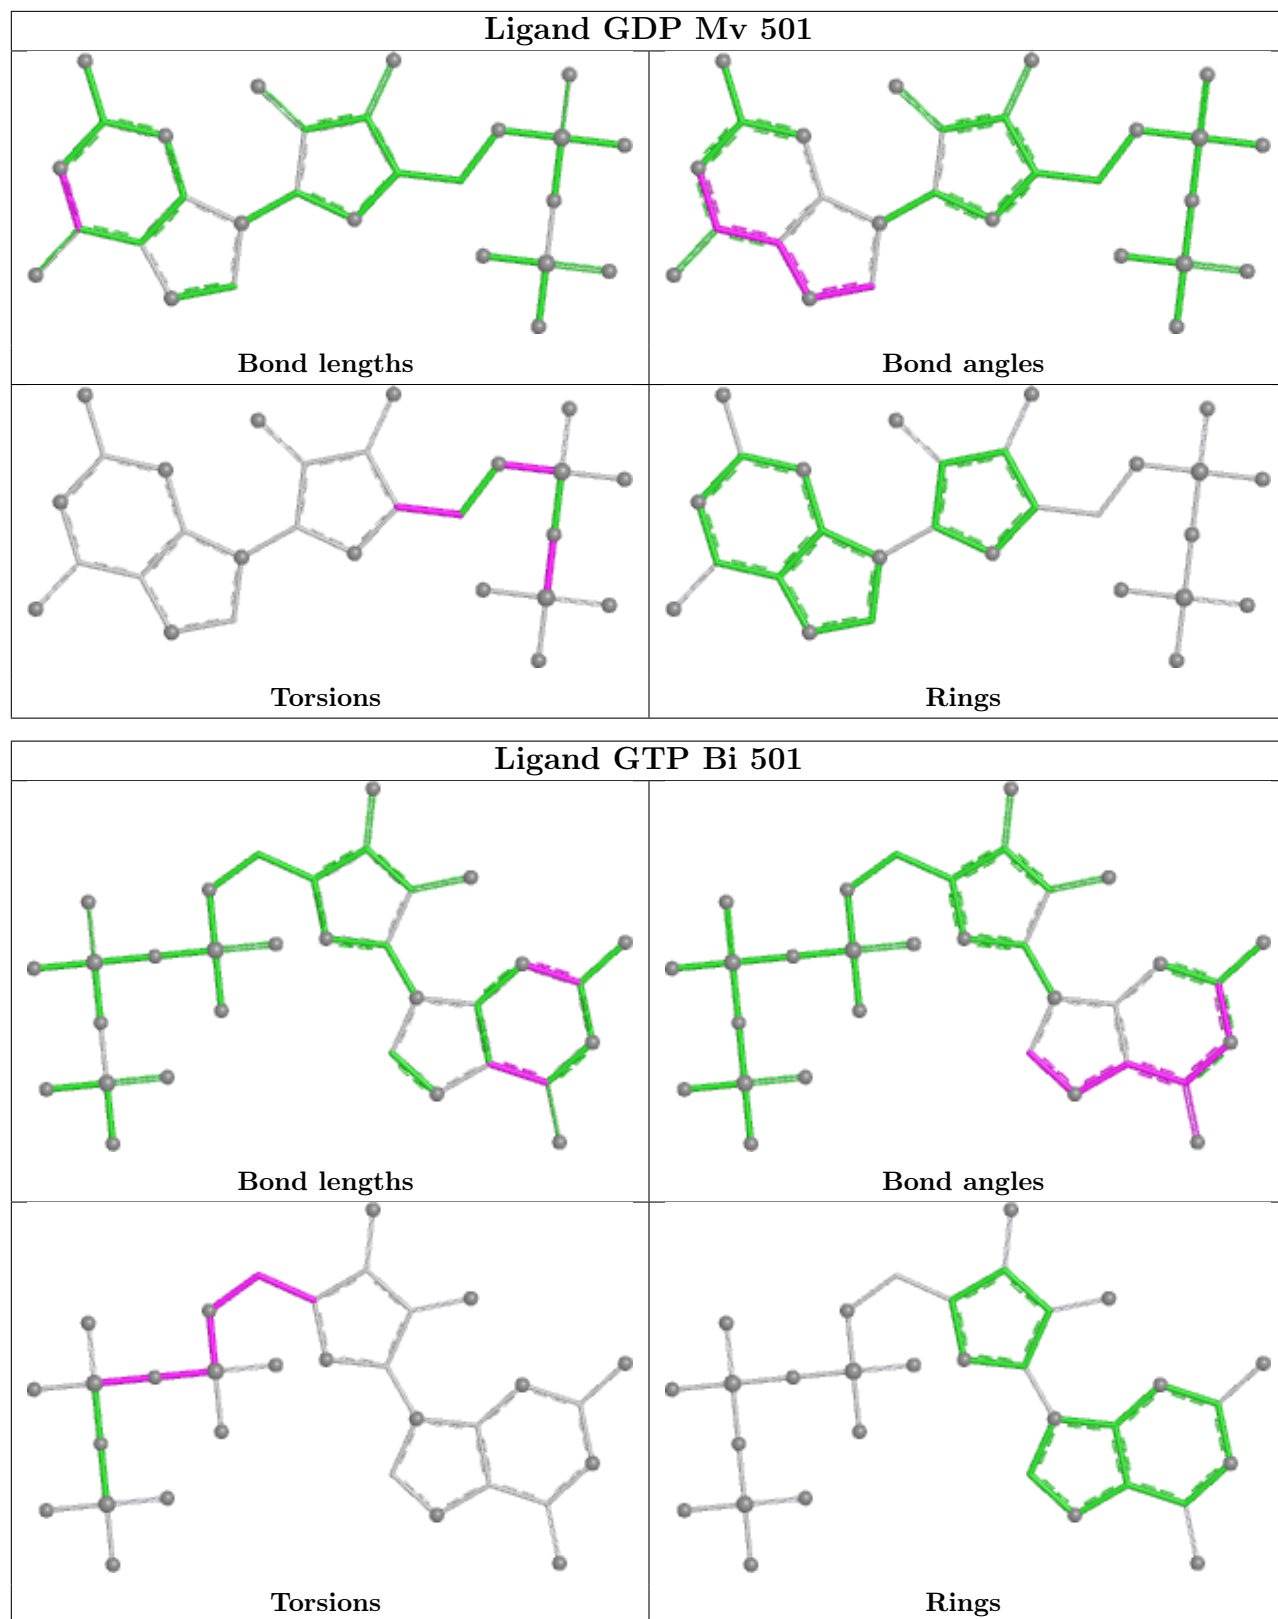 Ligand GDP Mv 501
Bond lengths
Bond angles
Torsions
Rings
Ligand GTP Bi 501
Bond lengths
Bond angles
Torsions
Rings